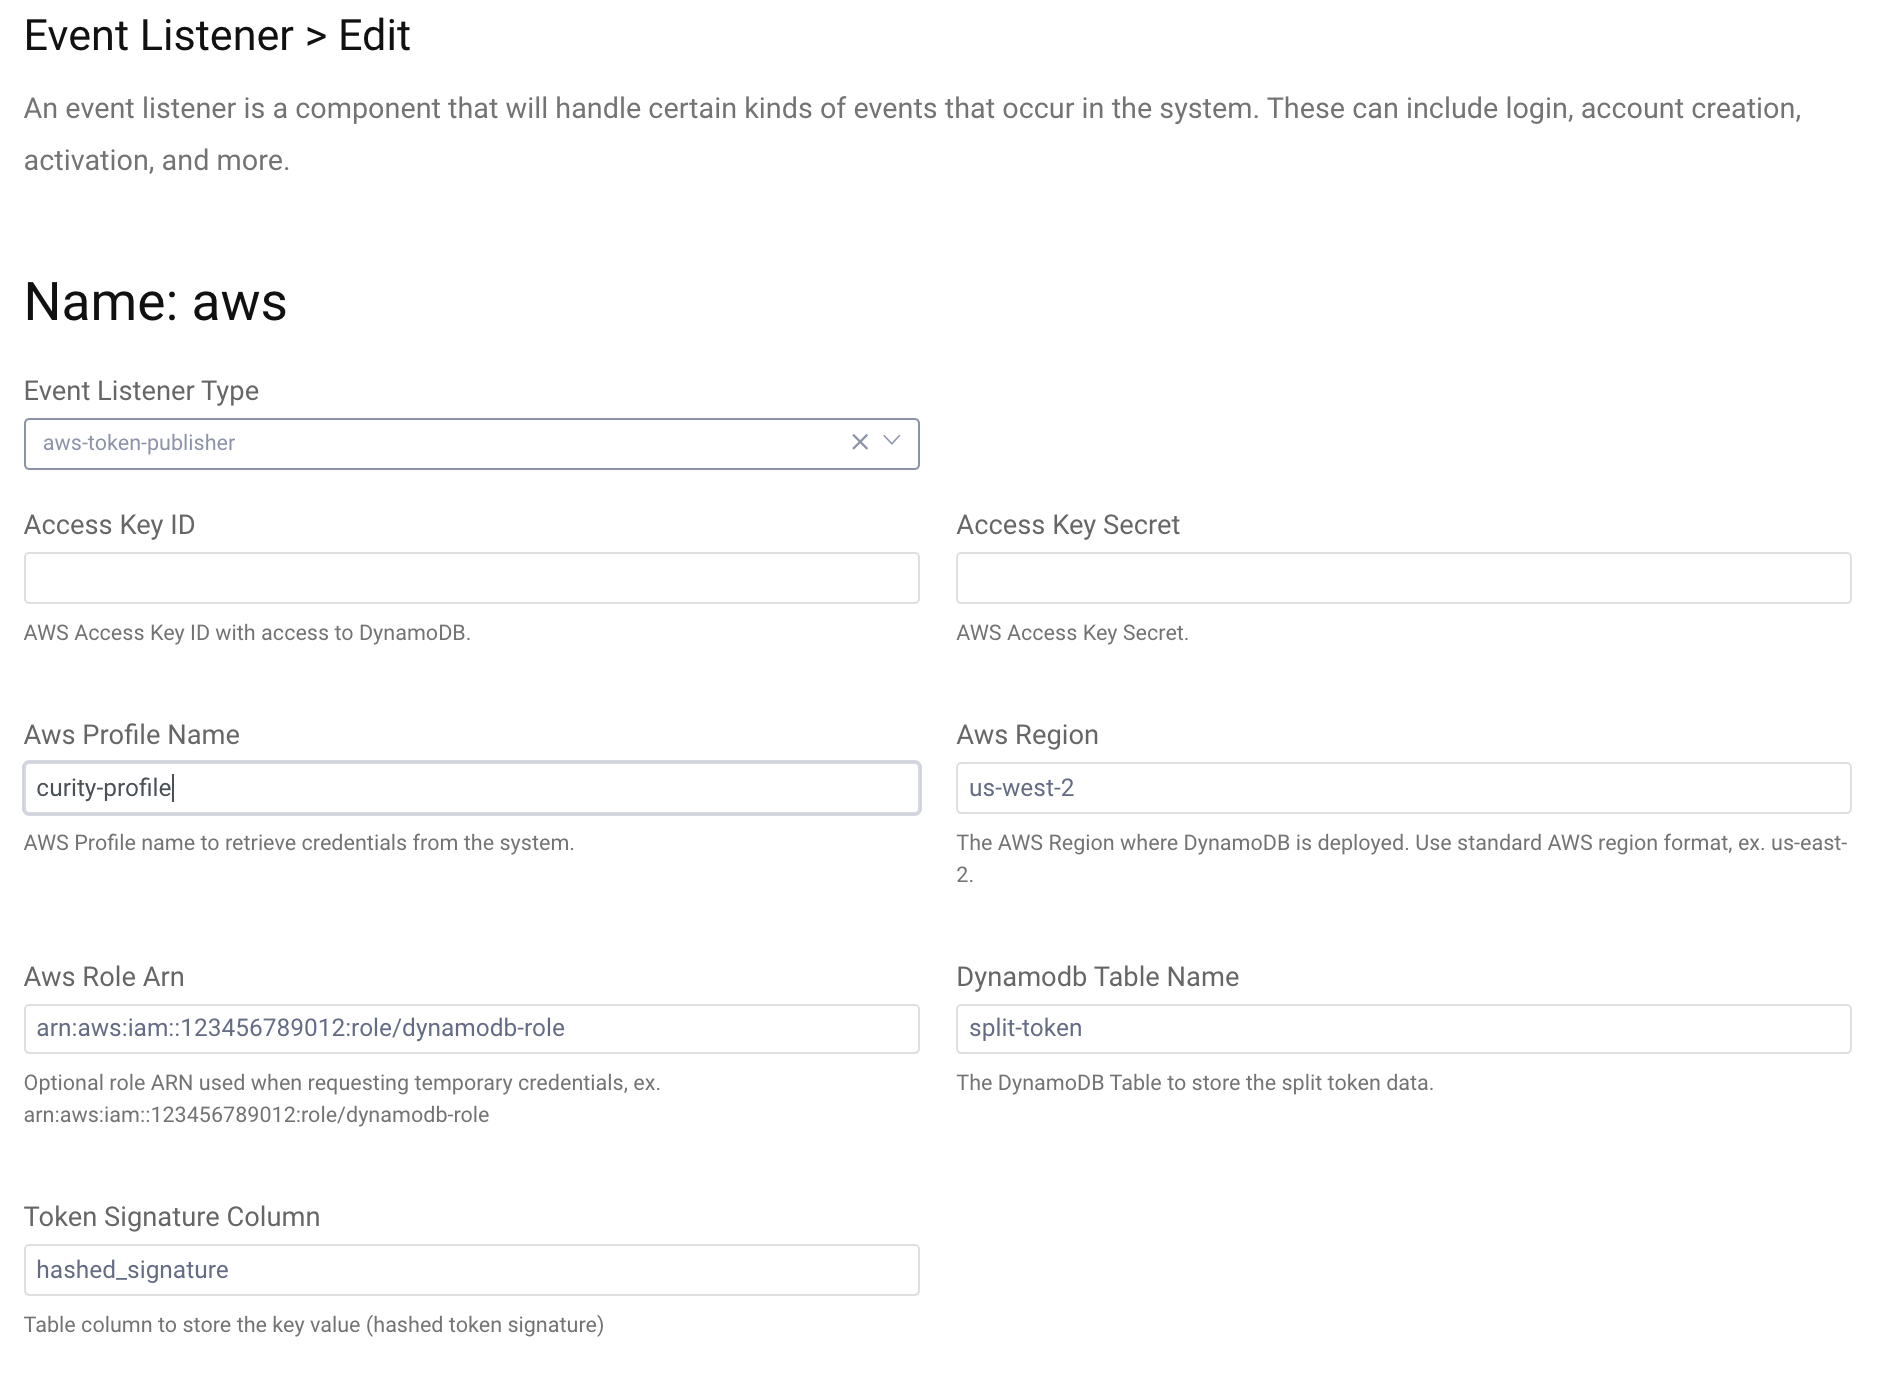 Event Listener > Edit
An event listener is a component that will handle certain kinds of events that occur in the system. These can include login, account creation,
activation, and more.
Name: aws
Event Listener Type
aws-token-publisher
Access Key ID
Access Key Secret
AWS Access Key ID with access to DynamoDB.
AWS Access Key Secret.
Aws Profile Name
Aws Region
curity-profile
us-west-2
AWS Profile name to retrieve credentials from the system.
The AWS Region where DynamoDB is deployed. Use standard AWS region format, ex. us-east-
2.
Aws Role Arn
Dynamodb Table Name
arn:aws:iam::123456789012:role/dynamodb-role
split-token
Optional role ARN used when requesting temporary credentials, ex.
arn:aws:iam::123456789012:role/dynamodb-role
The DynamoDB Table to store the split token data.
Token Signature Column
hashed_signature
Table column to store the key value (hashed token signature)